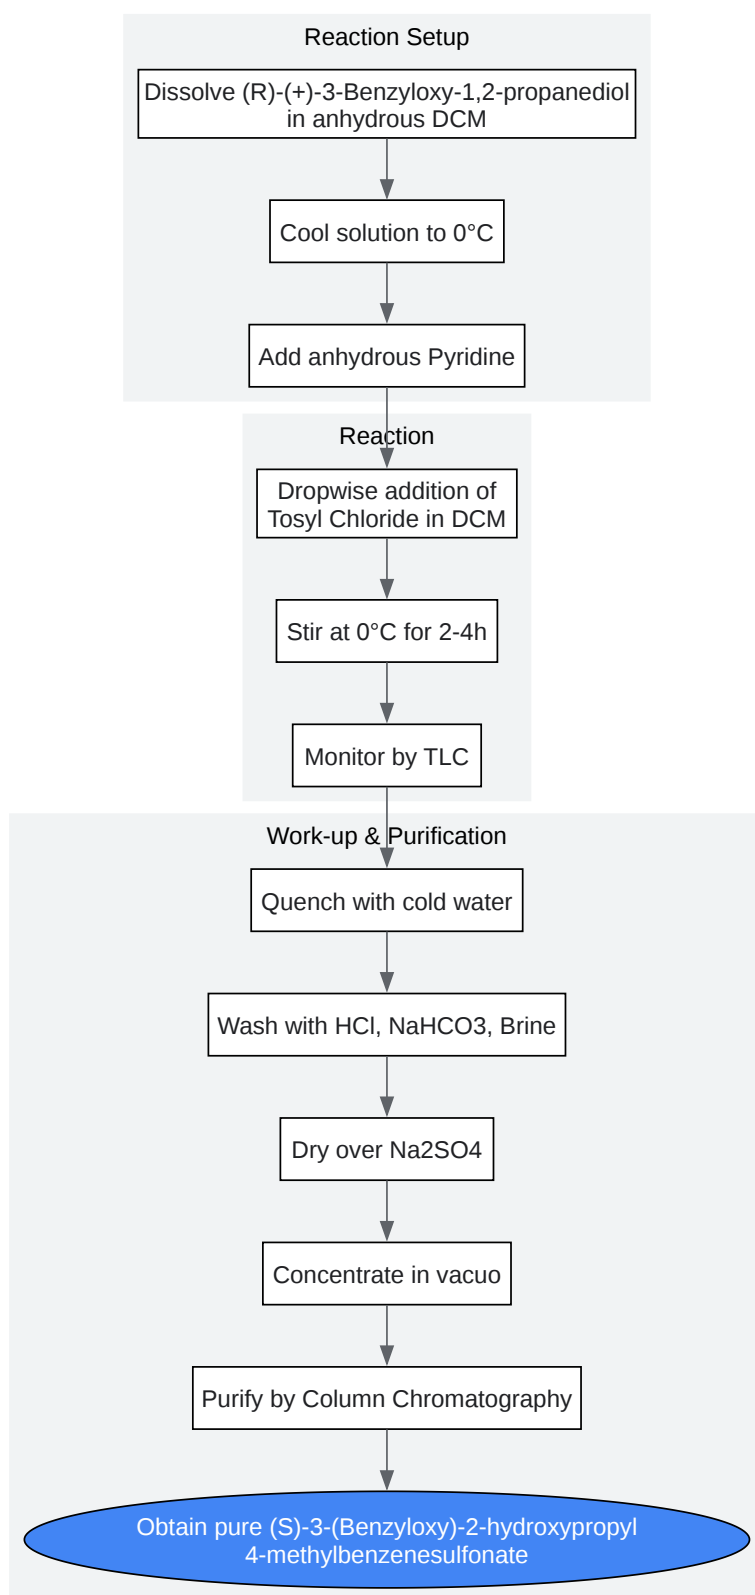 Reaction Setup
Dissolve (R)-(+)-3-Benzyloxy-1,2-propanediol
in anhydrous DCM
Cool solution to 0°C
Add anhydrous Pyridine
Reaction
Dropwise addition of
Tosyl Chloride in DCM
Stir at 0°C for 2-4h
Monitor by TLC
Work-up & Purification
Quench with cold water
Wash with HCl, NaHCO3, Brine
Dry over Na2SO4
Concentrate in vacuo
Purify by Column Chromatography
Obtain pure (S)-3-(Benzyloxy)-2-hydroxypropyl
4-methylbenzenesulfonate